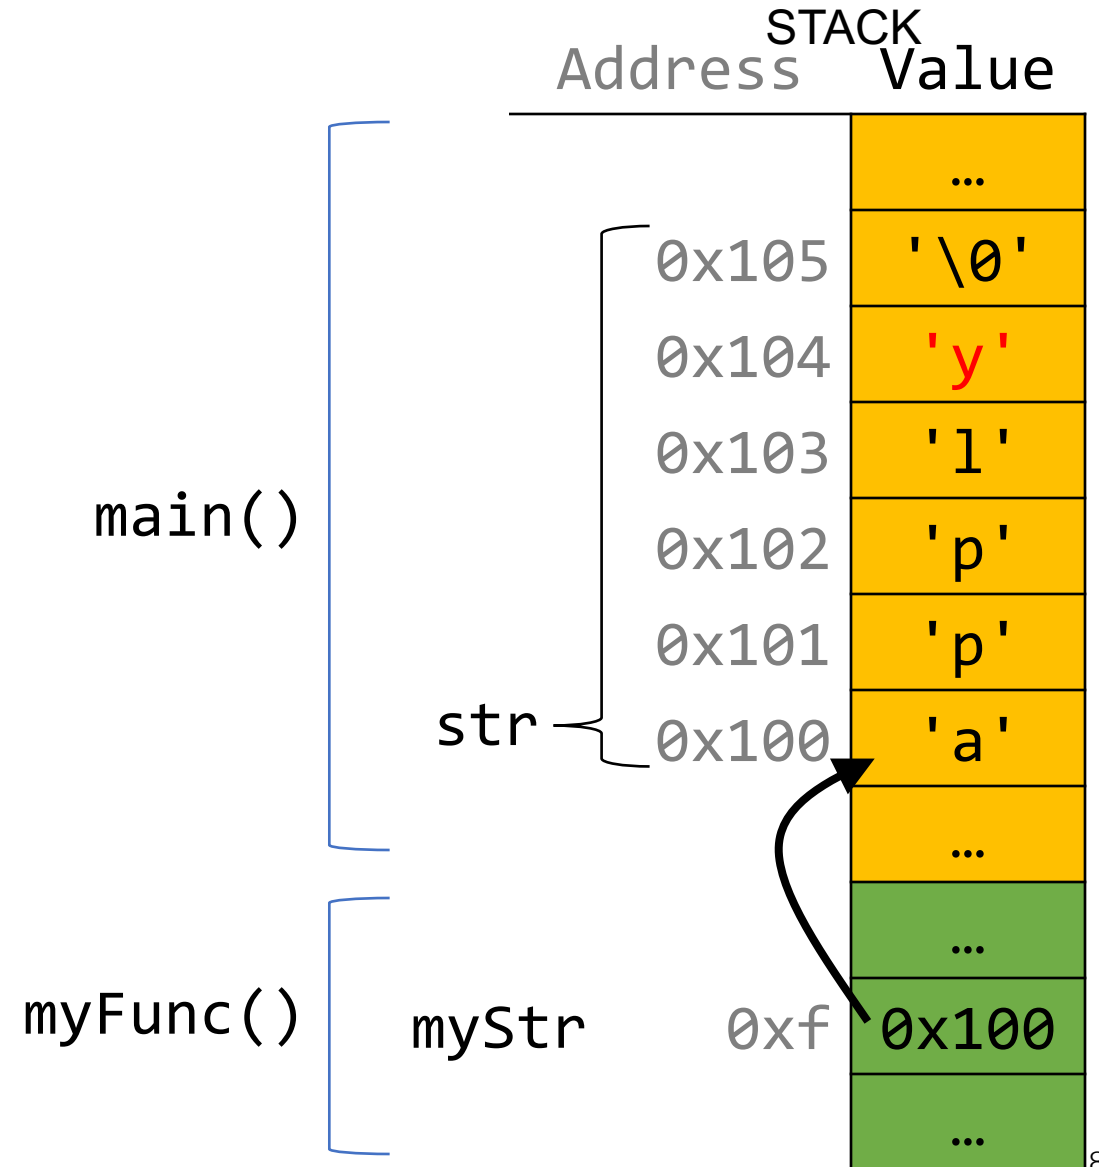 STACK
Address Value
…
0x105 '\0'
0x104 'y'
0x103 'l'
main()
0x102 'p'
0x101 'p'
str 0x100 'a'
…
…
myFunc() myStr 0xf 0x100
…